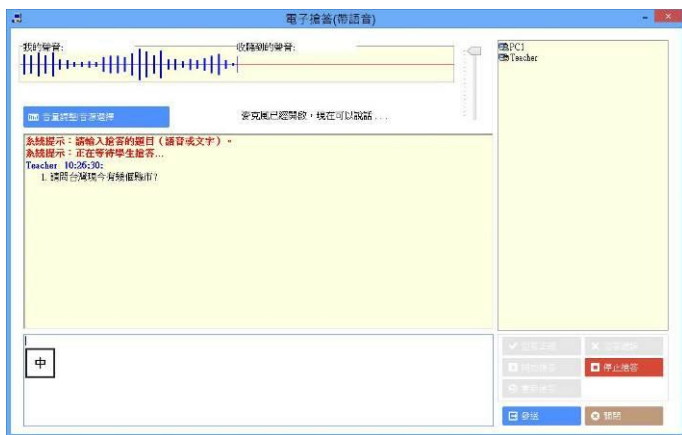 電子搶答(帶語音)
我的聲音:
收聽到的聲音:
音量調整/音源選擇
麥克風已經開啟，現在可以說話...
系統提示：請輸入搶答的題目（語音或文字）。
系統提示：正在等待學生搶答...
Teacher 10:26:30:
1. 請問台灣現今有幾個縣市?
PC1
Teacher
中
停止搶答
發送
關閉